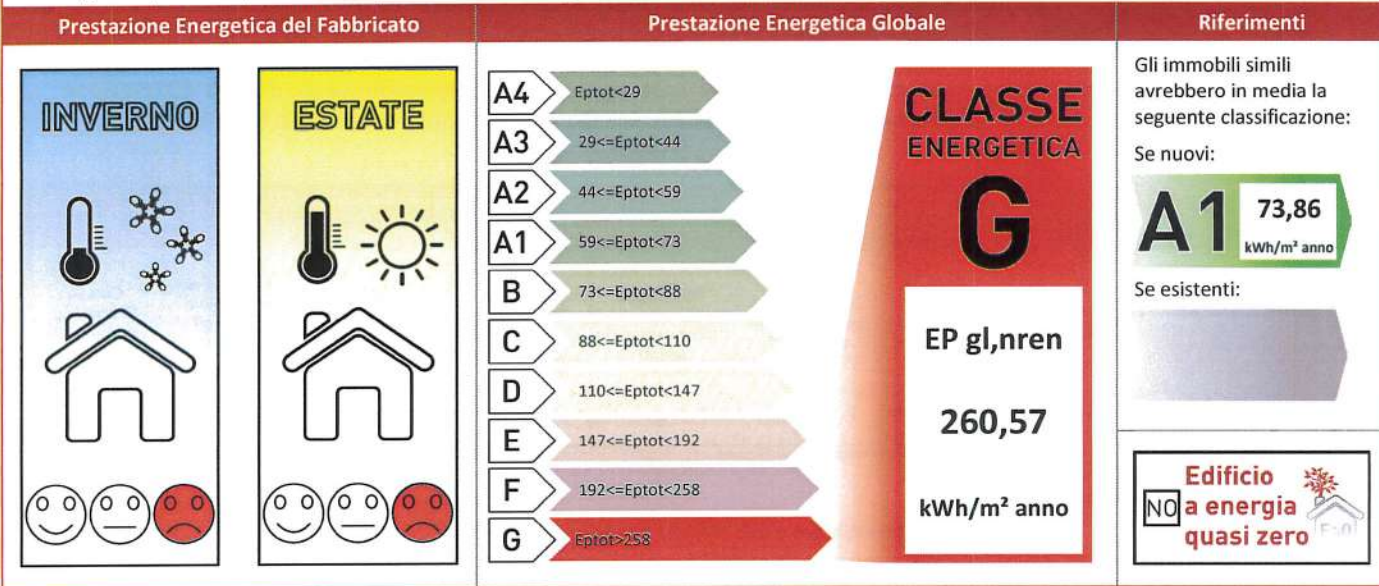 Prestazione Energetica del Fabbricato
Prestazione Energetica Globale
Riferimenti
INVERNO
ESTATE
A4 Eptot<29
A3 29<=Eptot<44
A2 44<=Eptot<59
A1 59<=Eptot<73
B 73<=Eptot<88
C 88<=Eptot<110
D 110<=Eptot<147
E 147<=Eptot<192
F 192<=Eptot<258
G Eptot>258
CLASSE
ENERGETICA
G
EP gl,nren
260,57
kWh/m² anno
Gli immobili simili
avrebbero in media la
seguente classificazione:
Se nuovi:
A1
73,86
kWh/m² anno
Se esistenti:
Edificio
NO a energia
quasi zero